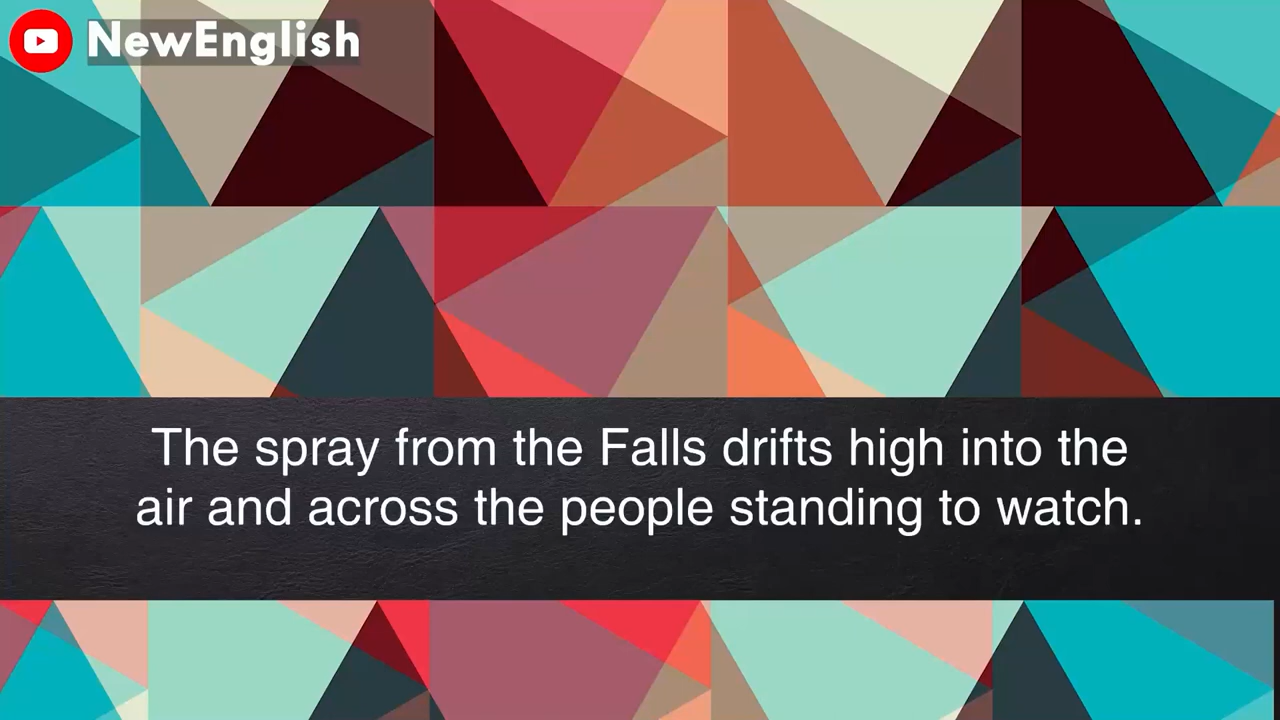 NewEnglish
The spray from the Falls drifts high into the
air and across the people standing to watch.